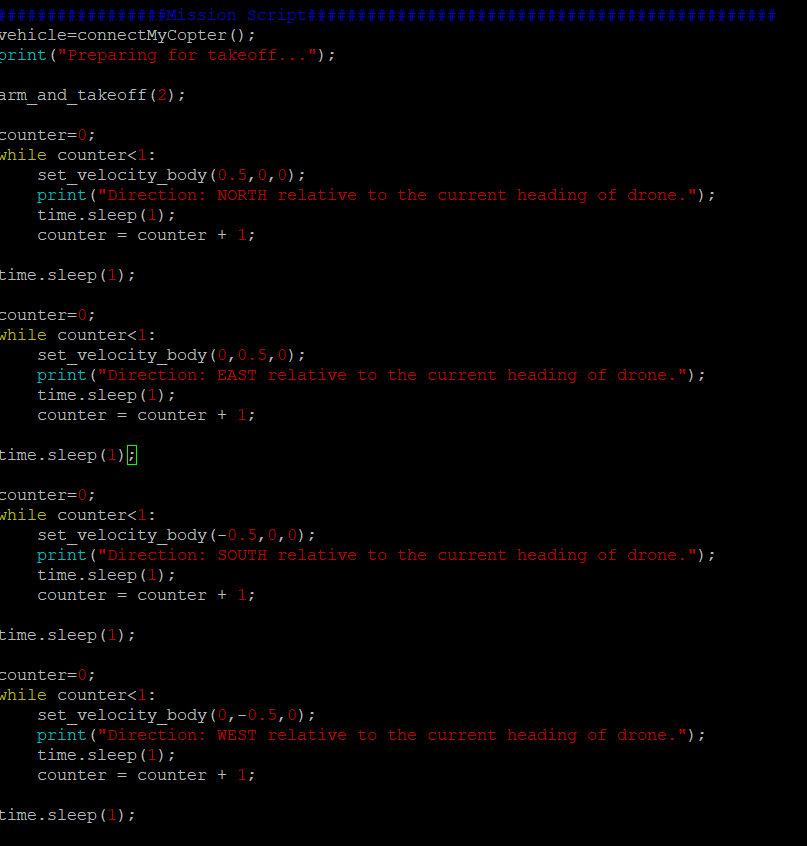 #################Mission Script###############################################
vehicle=connectMyCopter();
print("Preparing for takeoff...");
arm_and_takeoff(2);
counter=0;
while counter<1:
    set_velocity_body(0.5,0,0);
    print("Direction: NORTH relative to the current heading of drone.");
    time.sleep(1);
    counter = counter + 1;
time.sleep(1);
counter=0;
while counter<1:
    set_velocity_body(0,0.5,0);
    print("Direction: EAST relative to the current heading of drone.");
    time.sleep(1);
    counter = counter + 1;
time.sleep(1);
counter=0;
while counter<1:
    set_velocity_body(-0.5,0,0);
    print("Direction: SOUTH relative to the current heading of drone.");
    time.sleep(1);
    counter = counter + 1;
time.sleep(1);
counter=0;
while counter<1:
    set_velocity_body(0,-0.5,0);
    print("Direction: WEST relative to the current heading of drone.");
    time.sleep(1);
    counter = counter + 1;
time.sleep(1);